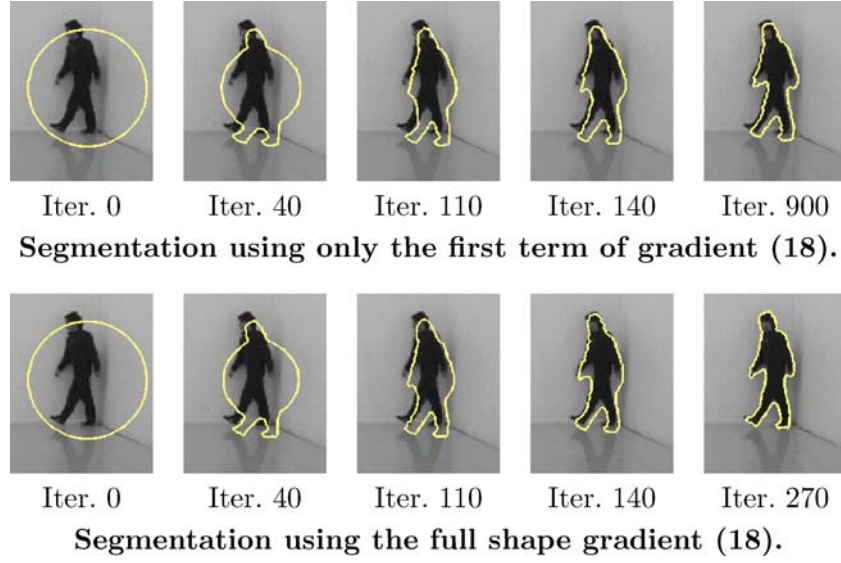 Iter. 0 Iter. 40 Iter. 110 Iter. 140 Iter. 900
Segmentation using only the first term of gradient (18).
Iter. 0 Iter. 40 Iter. 110 Iter. 140 Iter. 270
Segmentation using the full shape gradient (18).